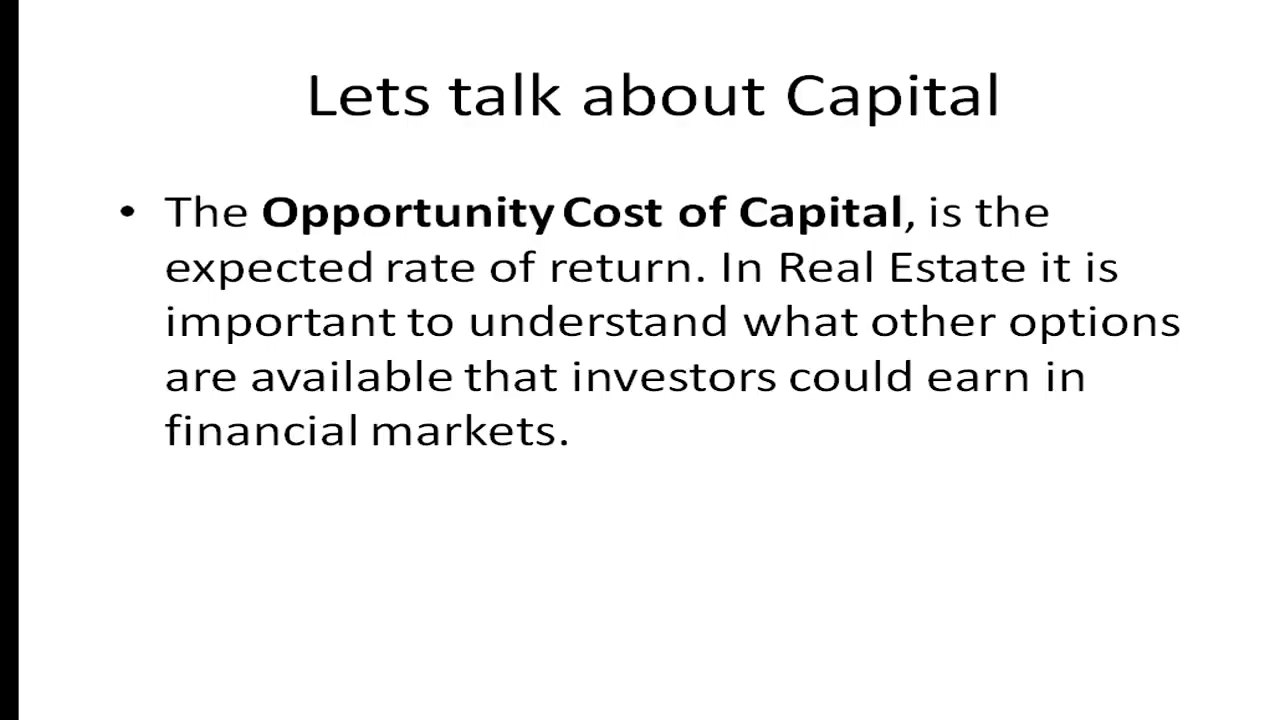 Lets talk about Capital
• The Opportunity Cost of Capital, is the
expected rate of return. In Real Estate it is
important to understand what other options
are available that investors could earn in
financial markets.